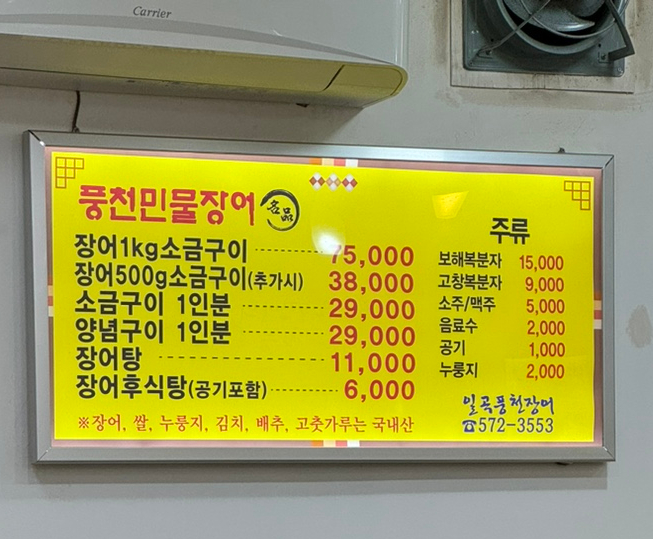 Carrier
풍천민물장어 名品
장어1kg소금구이 75,000
장어500g소금구이(추가시) 38,000
소금구이 1인분 29,000
양념구이 1인분 29,000
장어탕 11,000
장어후식탕(공기포함) 6,000
※장어, 쌀, 누룽지, 김치, 배추, 고춧가루는 국내산
주류
보해복분자 15,000
고창복분자 9,000
소주/맥주 5,000
음료수 2,000
공기 1,000
누룽지 2,000
일곡풍천장어
☎572-3553